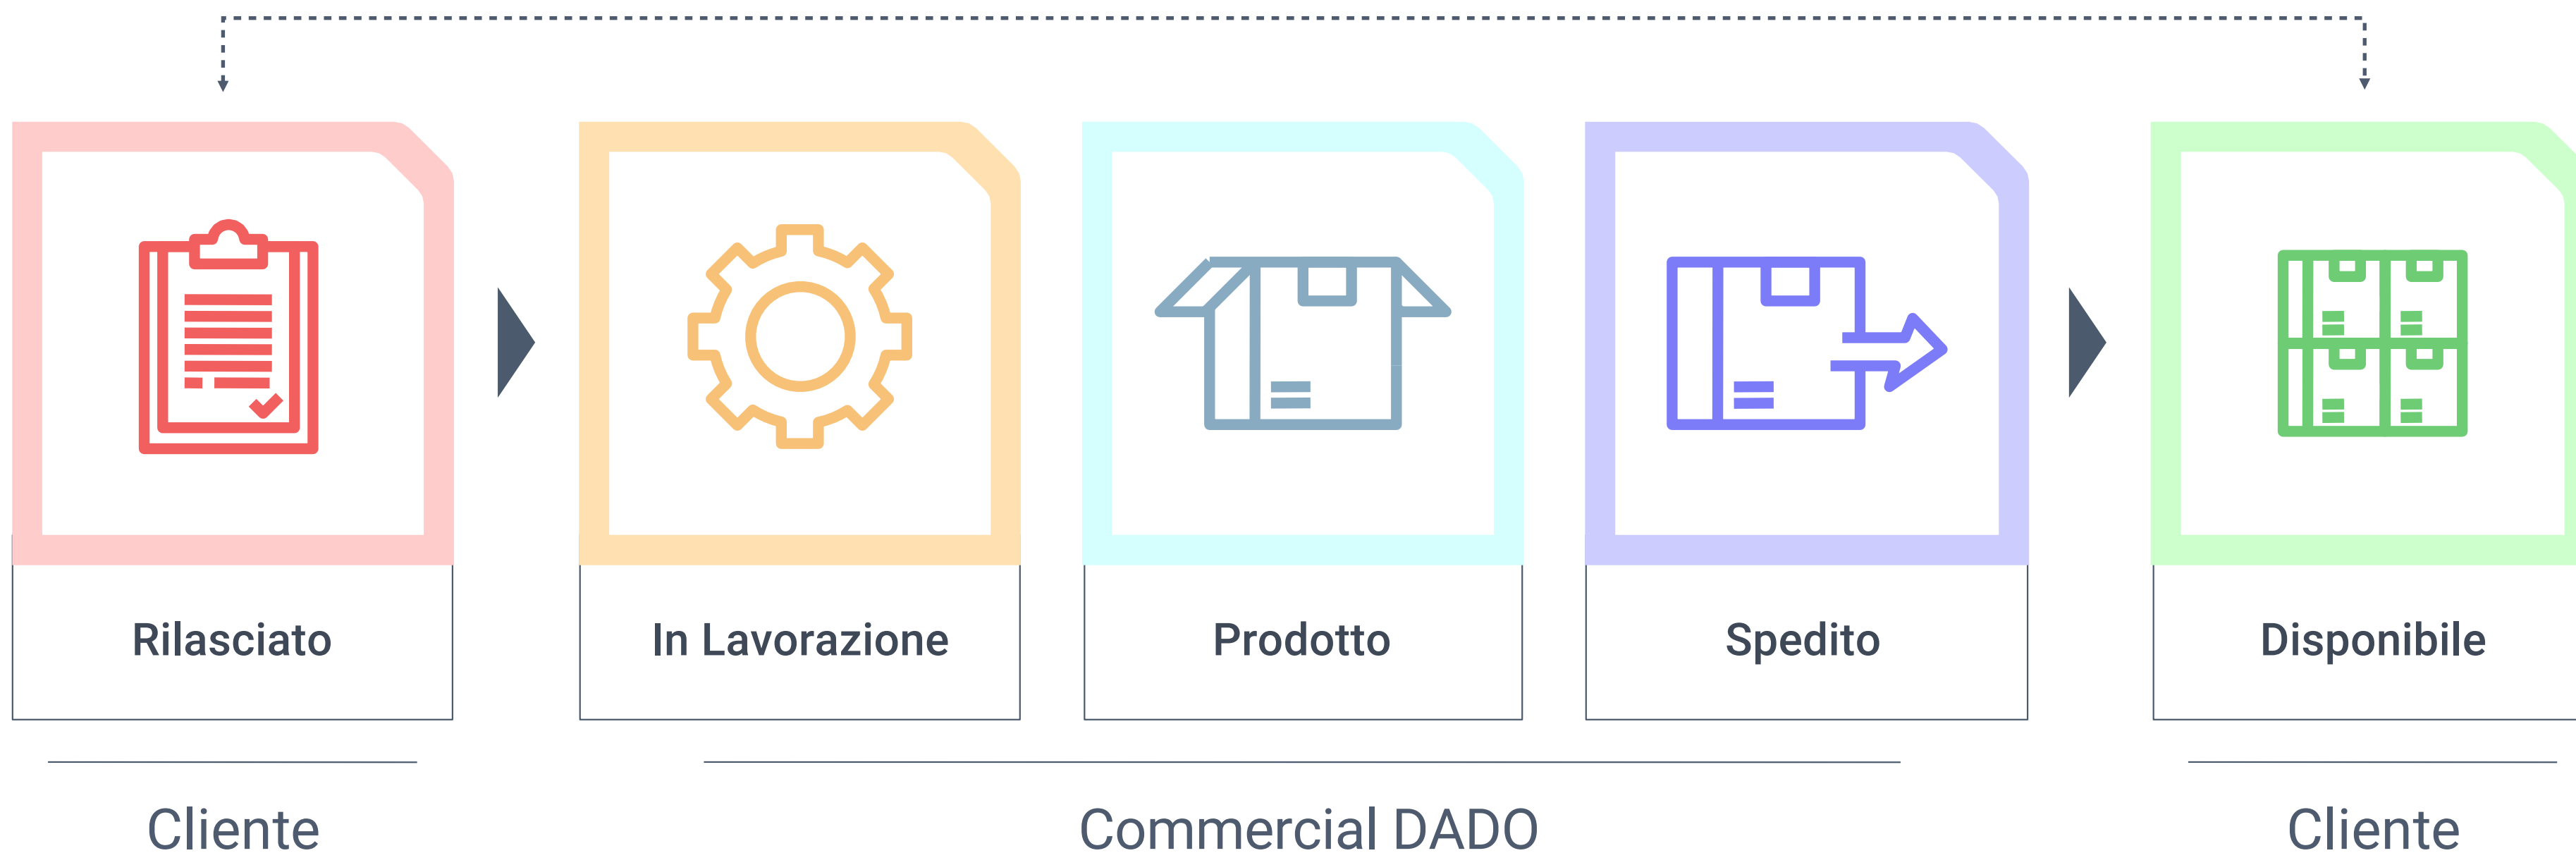 Rilasciato
In Lavorazione
Prodotto
Spedito
Disponibile
Cliente
Commercial DADO
Cliente